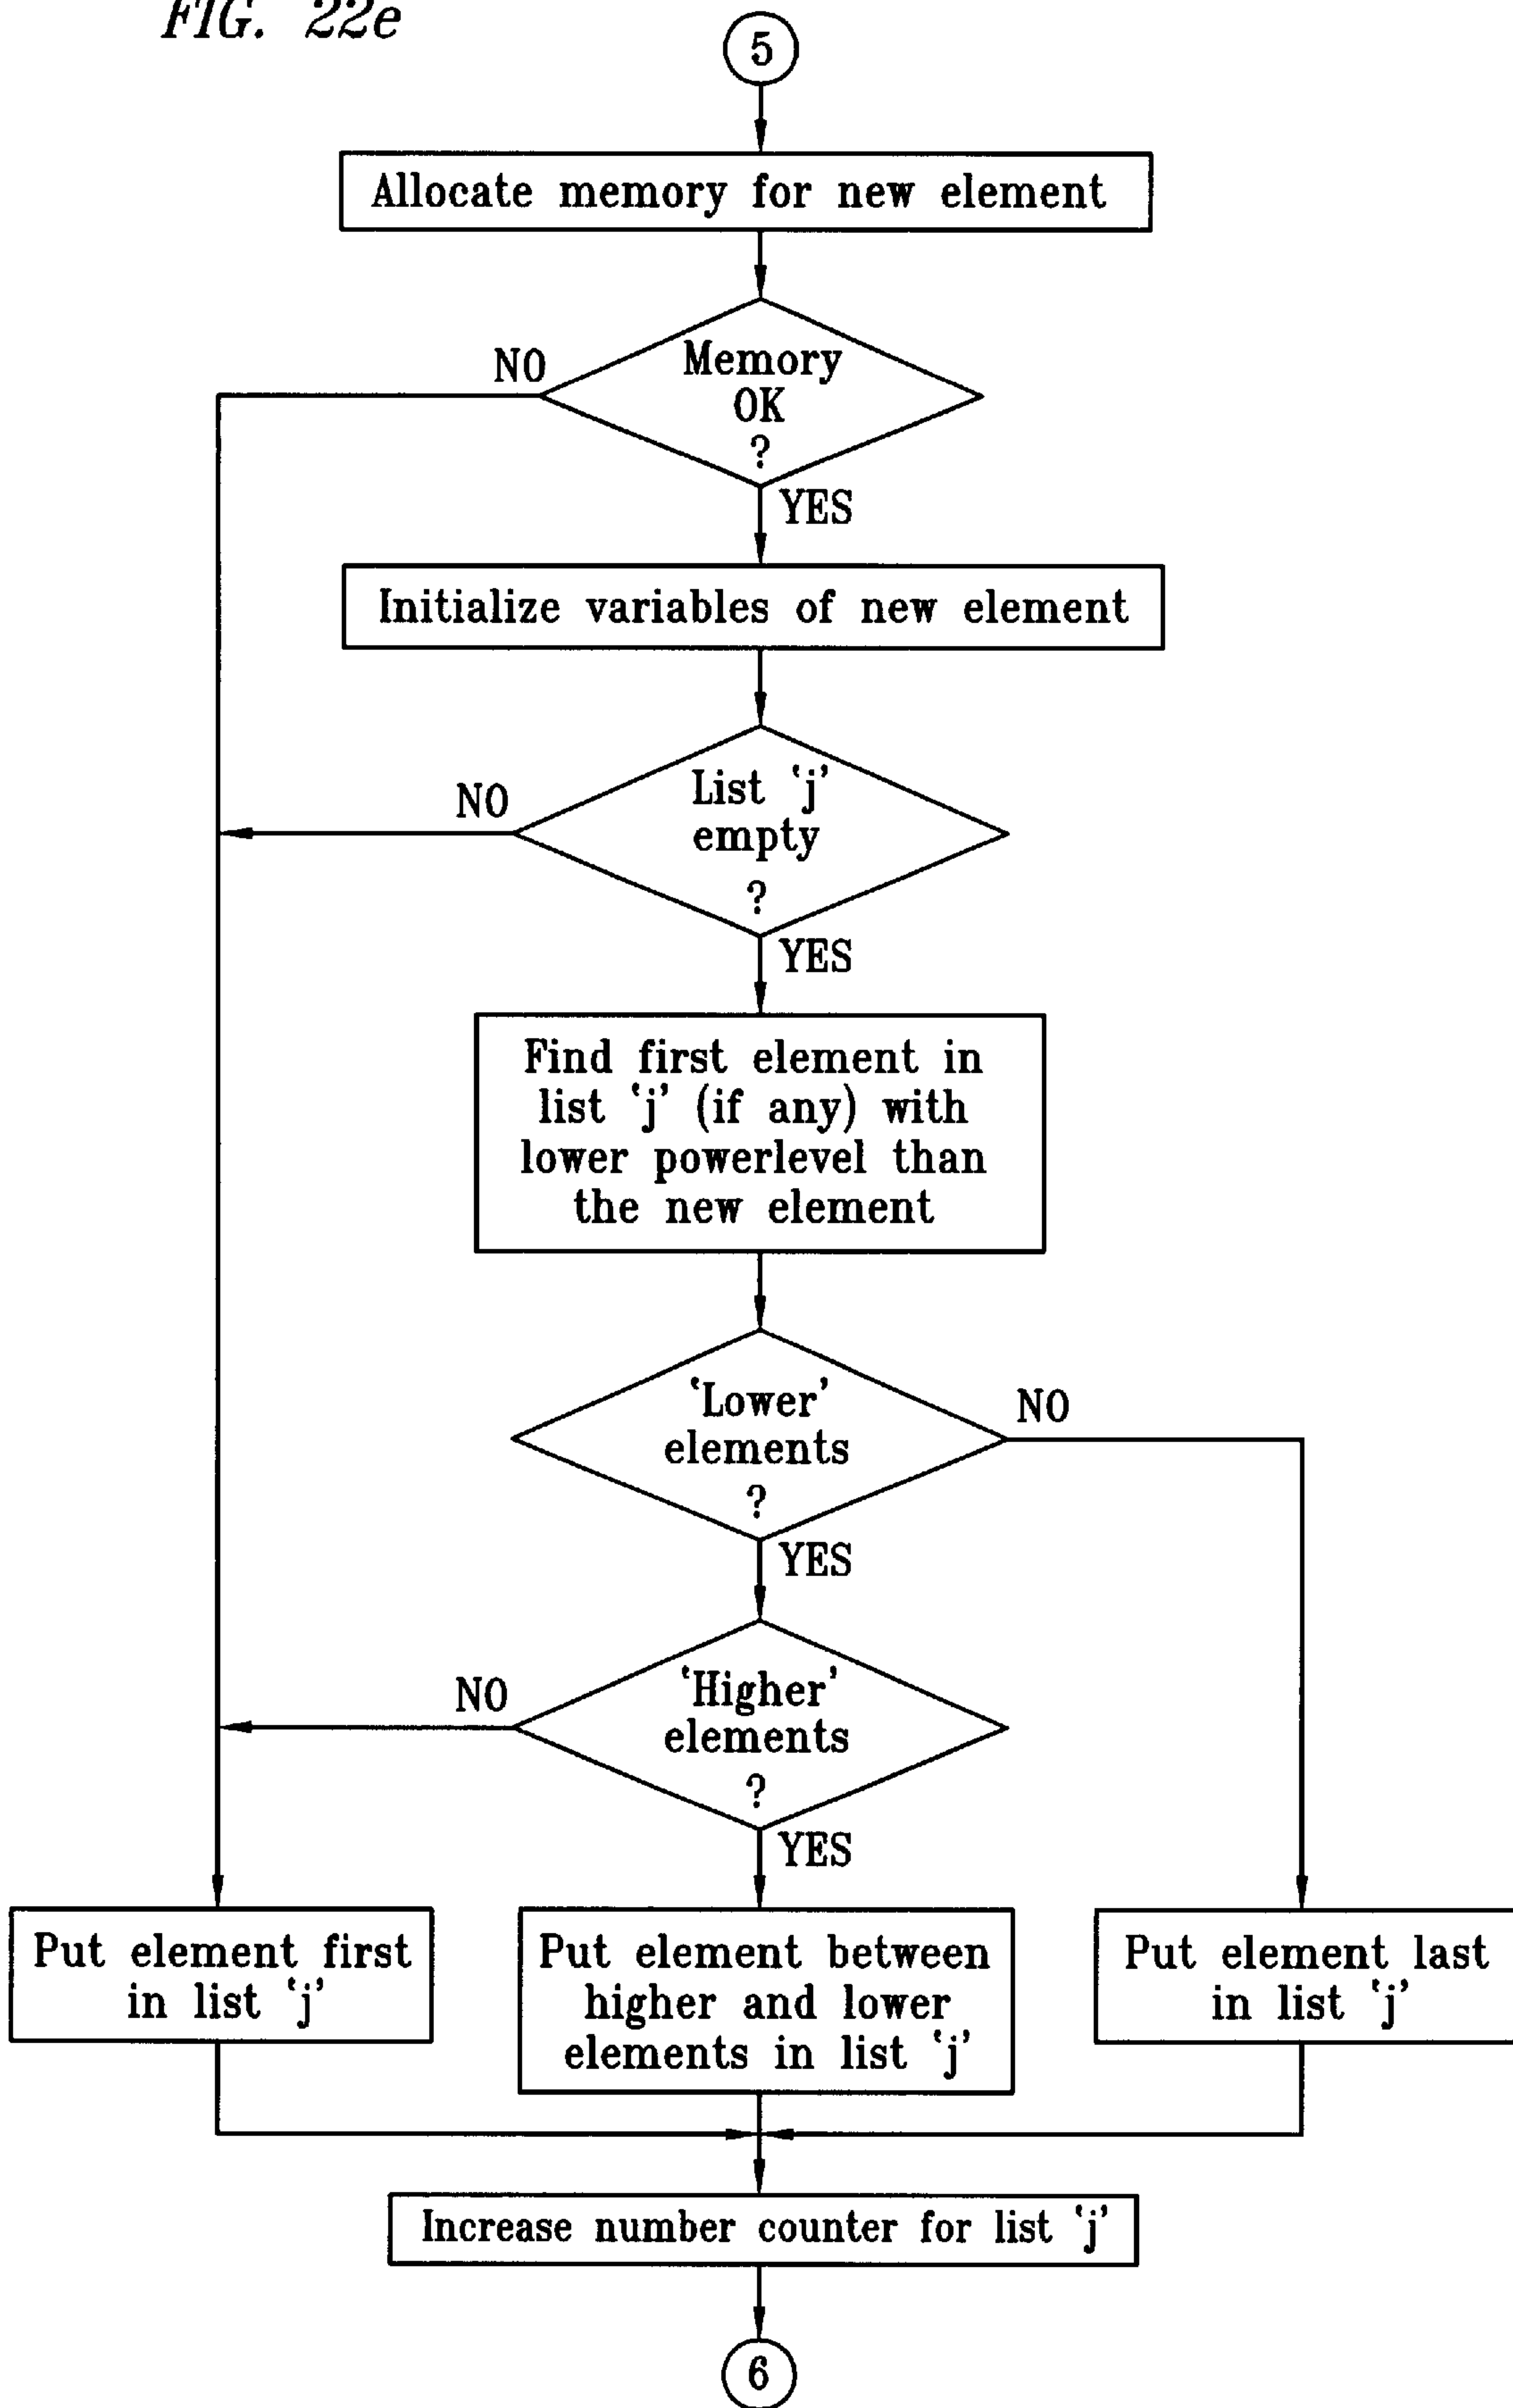 FIG. 22e
5
Allocate memory for new element
Memory
OK
?
NO
YES
Initialize variables of new element
List ‘j’
empty
?
NO
YES
Find first element in
list ‘j’ (if any) with
lower powerlevel than
the new element
‘Lower’
elements
?
NO
YES
‘Higher’
elements
?
NO
YES
Put element first
in list ‘j’
Put element between
higher and lower
elements in list ‘j’
Put element last
in list ‘j’
Increase number counter for list ‘j’
6